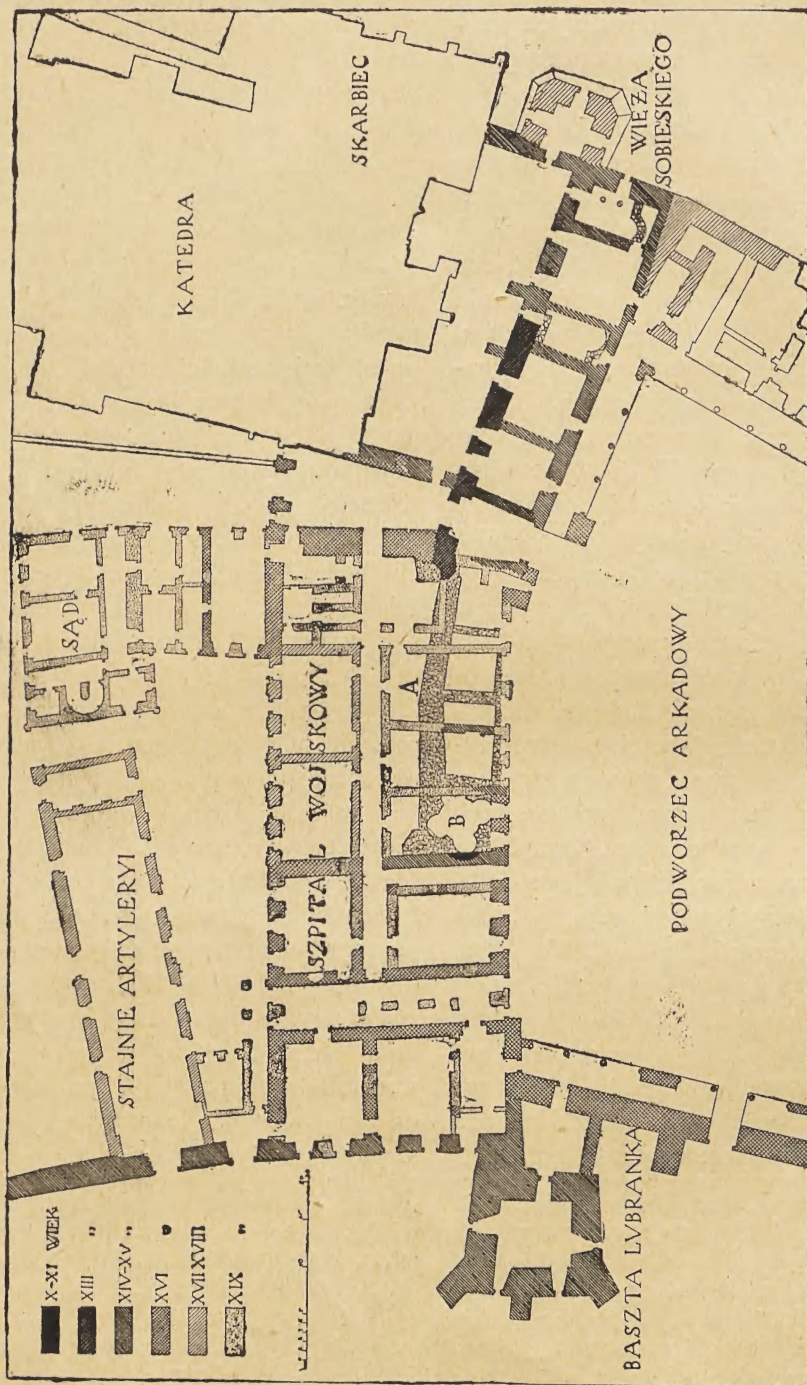 KATEDRA
SKARBIEC
WIEŻA
SOBIESKIEGO
SĄD
STAJNIE ARTYLERYI
SZPITAL WOJSKOWY
A
B
PODWORZEC ARKADOWY
BASZTA LVBRANKA
X-XI WIEK
XIII „
XIV-XV „
XVI „
XVII XVIII
XIX „